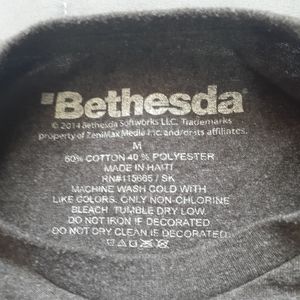 Bethesda
© 2014 Bethesda Softworks LLC. Trademarks
property of ZeniMax Media Inc. and/or its affiliates.
M
60% COTTON 40 % POLYESTER
MADE IN HAITI
RN#115665 / SK
MACHINE WASH COLD WITH
LIKE COLORS. ONLY NON-CHLORINE
BLEACH. TUMBLE DRY LOW.
DO NOT IRON IF DECORATED.
DO NOT DRY CLEAN IF DECORATED.